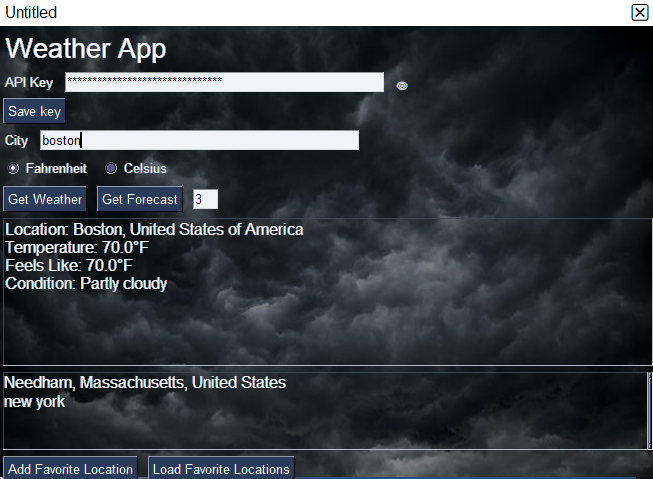 Untitled
Weather App
API Key *******************************
Save key
City boston
Fahrenheit Celsius
Get Weather Get Forecast 3
Location: Boston, United States of America
Temperature: 70.0°F
Feels Like: 70.0°F
Condition: Partly cloudy
Needham, Massachusetts, United States
new york
Add Favorite Location Load Favorite Locations